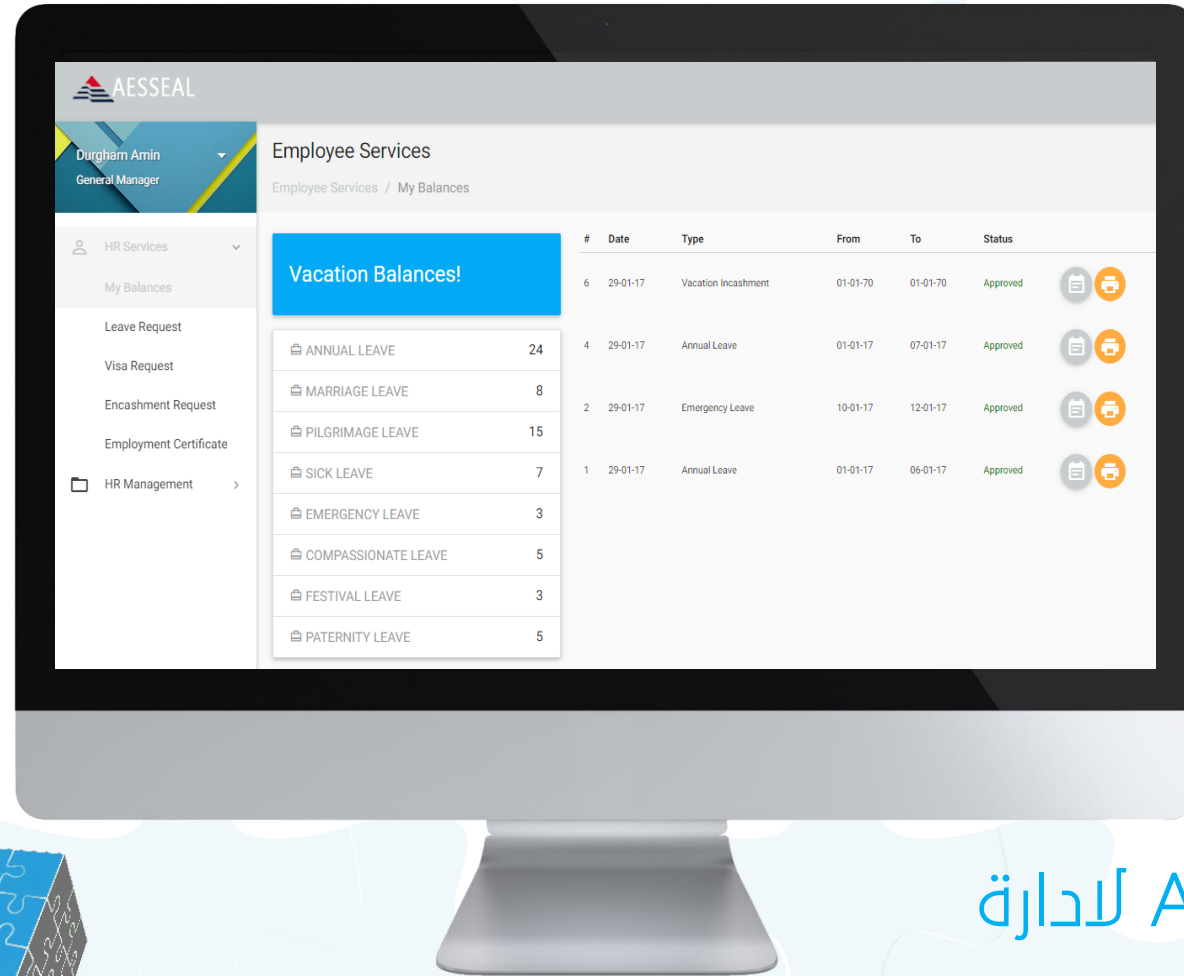 AESSEAL
Durgham Amin
General Manager
HR Services
My Balances
Leave Request
Visa Request
Encashment Request
Employment Certificate
HR Management
Employee Services
Employee Services / My Balances
Vacation Balances!
ANNUAL LEAVE 24
MARRIAGE LEAVE 8
PILGRIMAGE LEAVE 15
SICK LEAVE 7
EMERGENCY LEAVE 3
COMPASSIONATE LEAVE 5
FESTIVAL LEAVE 3
PATERNITY LEAVE 5
# Date Type From To Status
6 29-01-17 Vacation Incashment 01-01-70 01-01-70 Approved
4 29-01-17 Annual Leave 01-01-17 07-01-17 Approved
2 29-01-17 Emergency Leave 10-01-17 12-01-17 Approved
1 29-01-17 Annual Leave 01-01-17 06-01-17 Approved
A لادارة